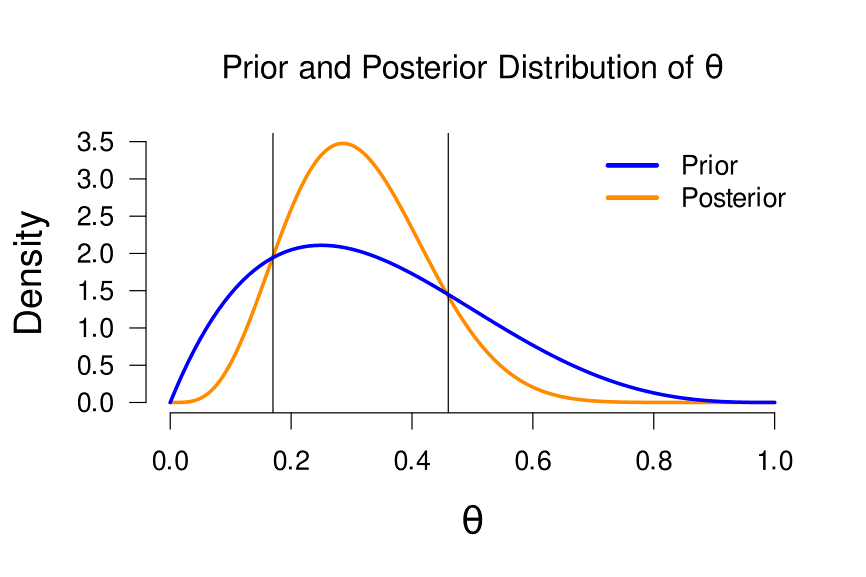 Prior and Posterior Distribution of θ
3.5
3.0
2.5
2.0
1.5
1.0
0.5
0.0
Density
Prior
Posterior
0.0 0.2 0.4 0.6 0.8 1.0
θ